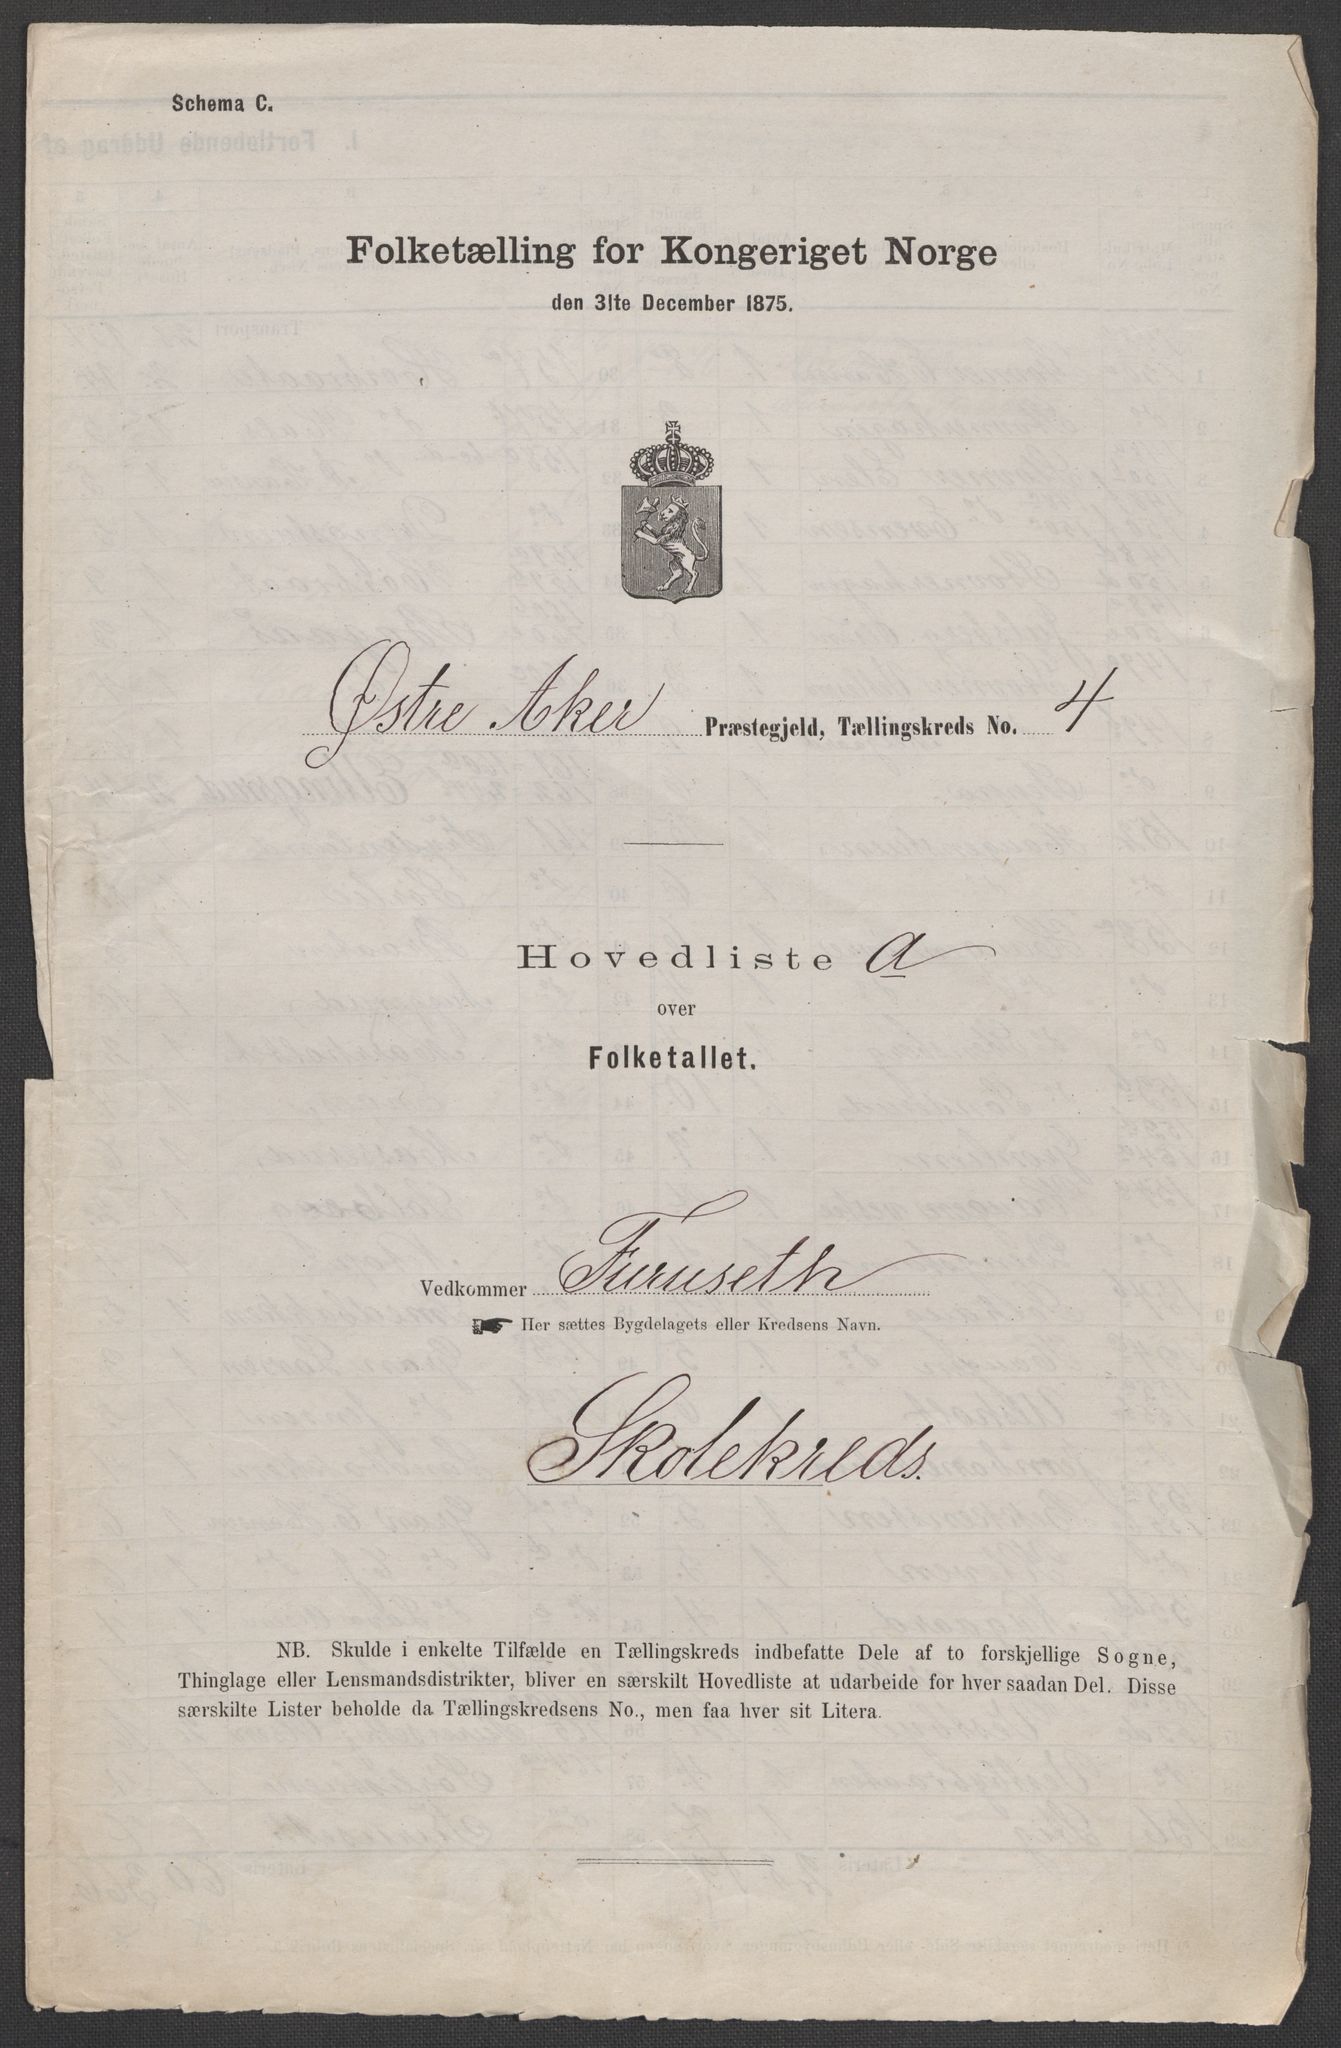 Schema C.
Folketælling for Kongeriget Norge
den 31te December 1875.
Østre Aker Præstegjeld, Tællingskreds No. 4
Hovedliste a
over
Folketallet.
Vedkommer Furuseth
Her sættes Bygdelagets eller Kredsens Navn.
Skolekreds.
NB. Skulde i enkelte Tilfælde en Tællingskreds indbefatte Dele af to forskjellige Sogne,
Thinglage eller Lensmandsdistrikter, bliver en særskilt Hovedliste at udarbeide for hver saadan Del. Disse
særskilte Lister beholde da Tællingskredsens No., men faa hver sit Litera.